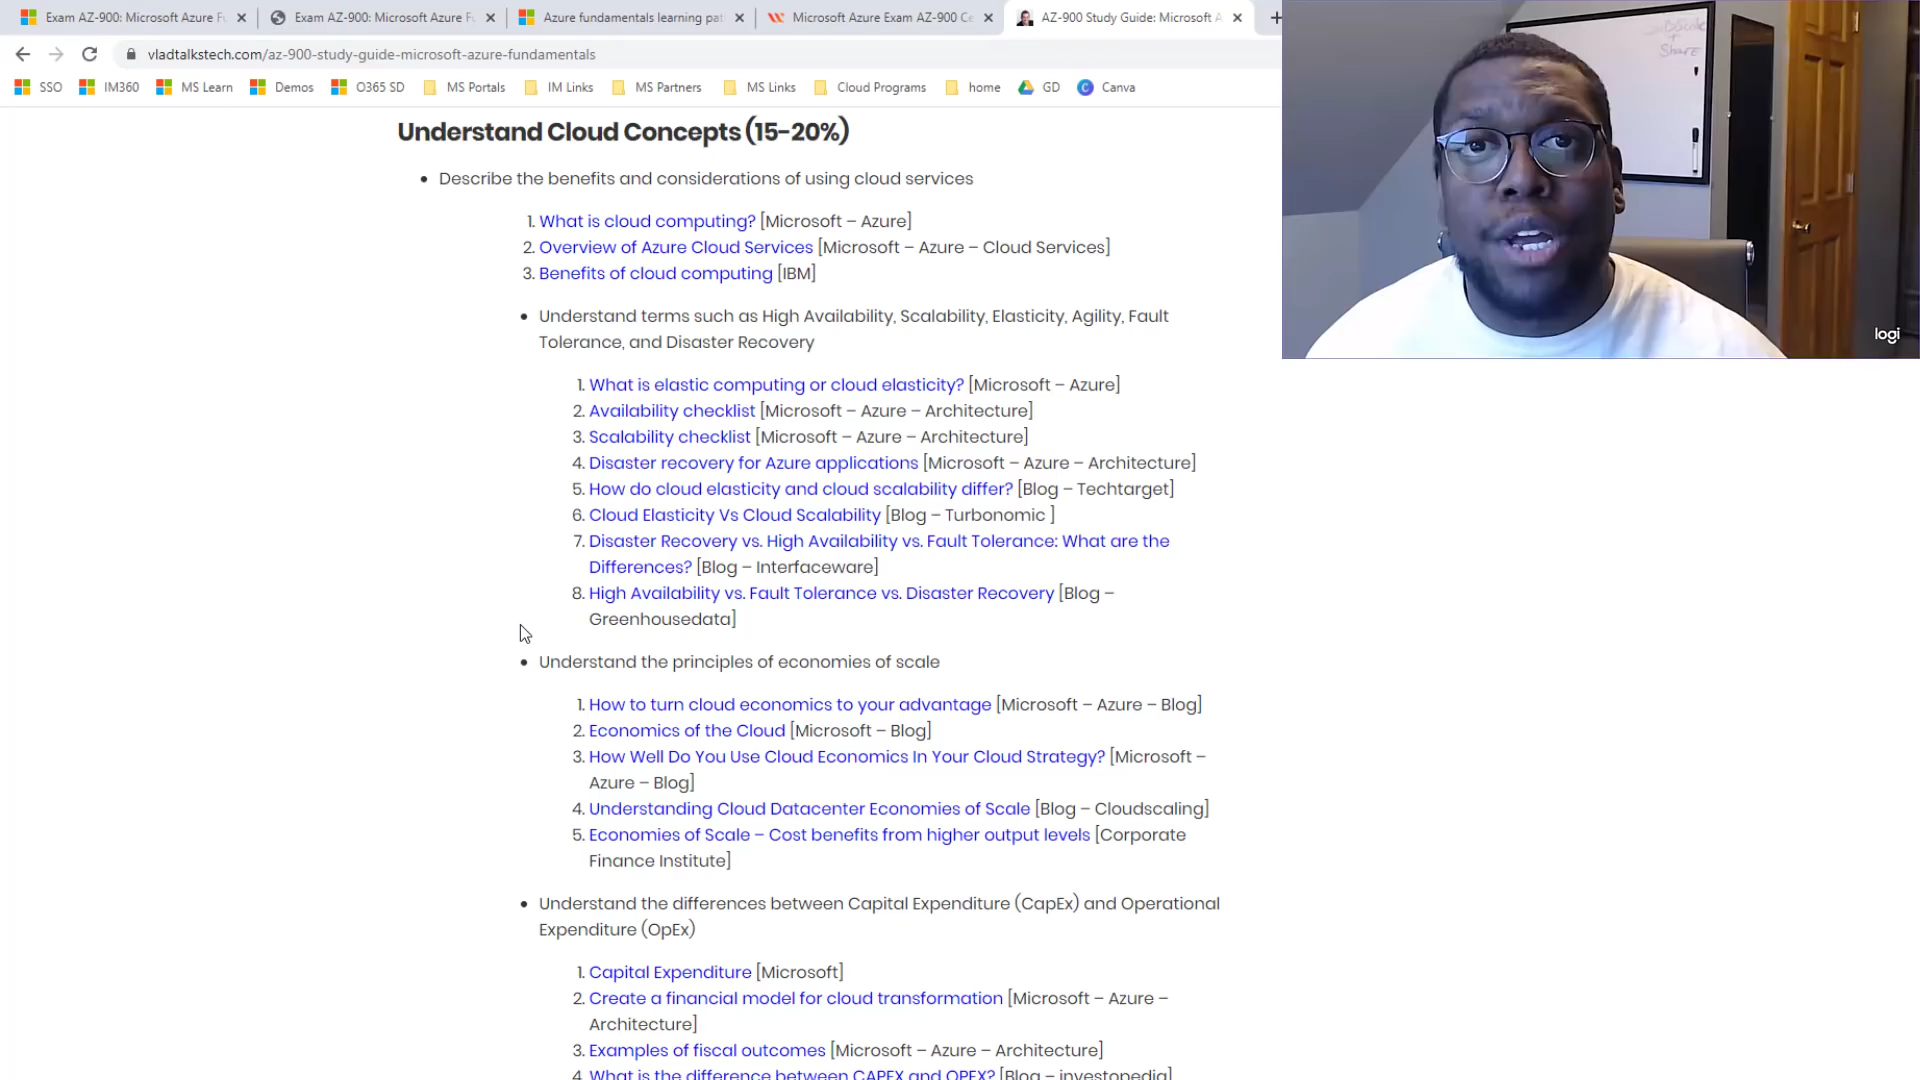 Exam AZ-900: Microsoft Azure Fu
Exam AZ-900: Microsoft Azure Fu
Azure fundamentals learning pat
Microsoft Azure Exam AZ-900 Ce
AZ-900 Study Guide: Microsoft A
vladtalkstech.com/az-900-study-guide-microsoft-azure-fundamentals
SSO IM360 MS Learn Demos O365 SD MS Portals IM Links MS Partners MS Links Cloud Programs home GD Canva
Share
logi
Understand Cloud Concepts (15-20%)
• Describe the benefits and considerations of using cloud services
1. What is cloud computing? [Microsoft – Azure]
2. Overview of Azure Cloud Services [Microsoft – Azure – Cloud Services]
3. Benefits of cloud computing [IBM]
• Understand terms such as High Availability, Scalability, Elasticity, Agility, Fault
Tolerance, and Disaster Recovery
1. What is elastic computing or cloud elasticity? [Microsoft – Azure]
2. Availability checklist [Microsoft – Azure – Architecture]
3. Scalability checklist [Microsoft – Azure – Architecture]
4. Disaster recovery for Azure applications [Microsoft – Azure – Architecture]
5. How do cloud elasticity and cloud scalability differ? [Blog – Techtarget]
6. Cloud Elasticity Vs Cloud Scalability [Blog – Turbonomic ]
7. Disaster Recovery vs. High Availability vs. Fault Tolerance: What are the
Differences? [Blog – Interfaceware]
8. High Availability vs. Fault Tolerance vs. Disaster Recovery [Blog –
Greenhousedata]
• Understand the principles of economies of scale
1. How to turn cloud economics to your advantage [Microsoft – Azure – Blog]
2. Economics of the Cloud [Microsoft – Blog]
3. How Well Do You Use Cloud Economics In Your Cloud Strategy? [Microsoft –
Azure – Blog]
4. Understanding Cloud Datacenter Economies of Scale [Blog – Cloudscaling]
5. Economies of Scale – Cost benefits from higher output levels [Corporate
Finance Institute]
• Understand the differences between Capital Expenditure (CapEx) and Operational
Expenditure (OpEx)
1. Capital Expenditure [Microsoft]
2. Create a financial model for cloud transformation [Microsoft – Azure –
Architecture]
3. Examples of fiscal outcomes [Microsoft – Azure – Architecture]
4. What is the difference between CAPEX and OPEX? [Blog – investopedia]